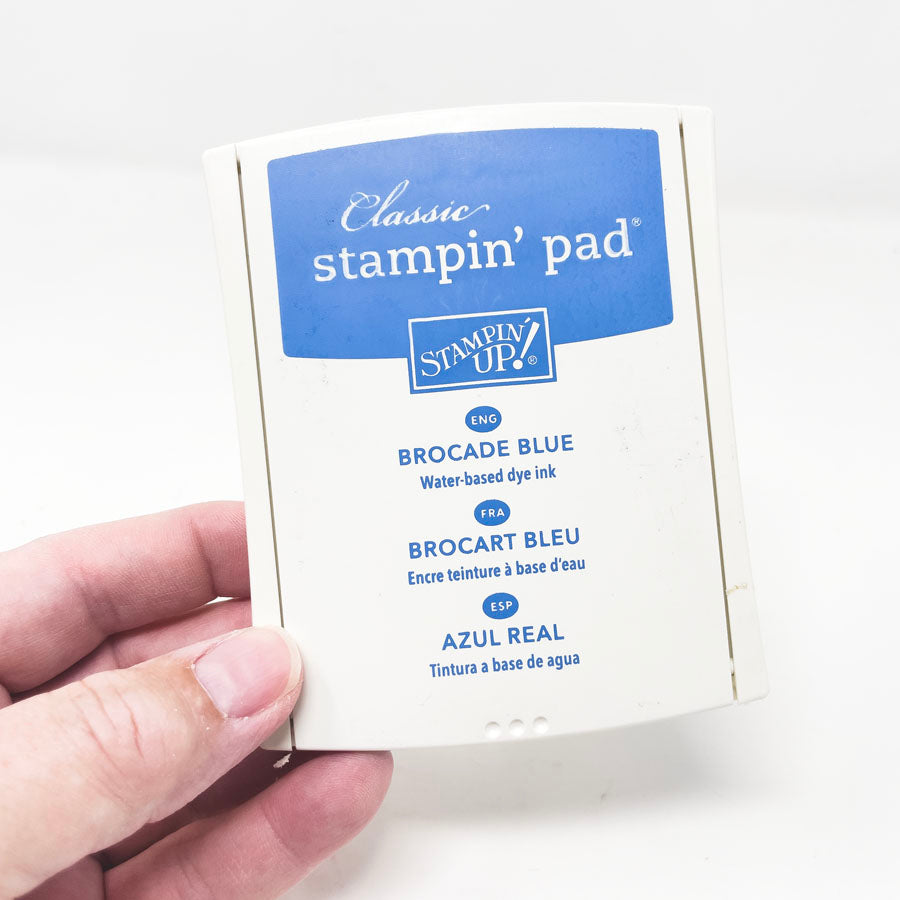 Classic
stampin' pad®
STAMPIN'
UP!®
ENG
BROCADE BLUE
Water-based dye ink
FRA
BROCART BLEU
Encre teinture à base d'eau
ESP
AZUL REAL
Tintura a base de agua